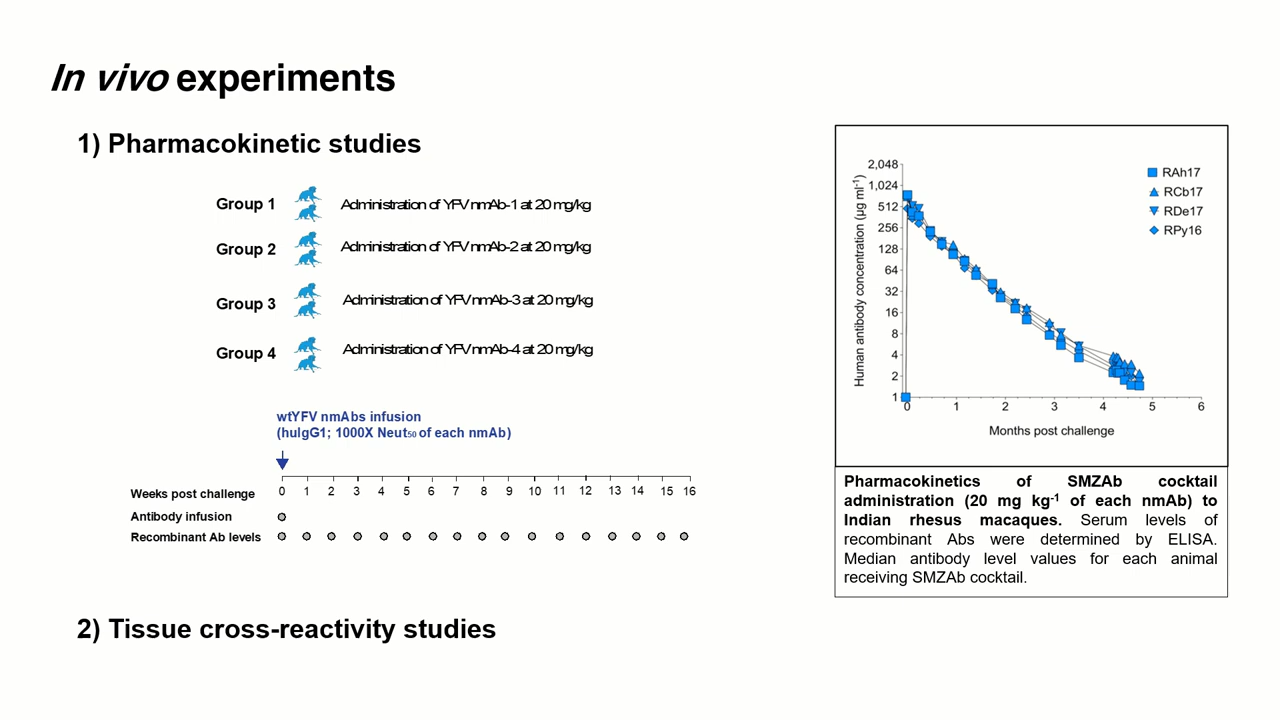 In vivo experiments
1) Pharmacokinetic studies
Group 1 Administration of YFV nmAb-1 at 20 mg/kg
Group 2 Administration of YFV nmAb-2 at 20 mg/kg
Group 3 Administration of YFV nmAb-3 at 20 mg/kg
Group 4 Administration of YFV nmAb-4 at 20 mg/kg
wtYFV nmAbs infusion
(huIgG1; 1000X Neut50 of each nmAb)
Weeks post challenge 0 1 2 3 4 5 6 7 8 9 10 11 12 13 14 15 16
Antibody infusion
Recombinant Ab levels
2) Tissue cross-reactivity studies
Human antibody concentration (µg ml-1)
2,048
1,024
512
256
128
64
32
16
8
4
2
1
0 1 2 3 4 5 6
Months post challenge
RAh17
RCb17
RDe17
RPy16
Pharmacokinetics of SMZAb cocktail
administration (20 mg kg-1 of each nmAb) to
Indian rhesus macaques. Serum levels of
recombinant Abs were determined by ELISA.
Median antibody level values for each animal
receiving SMZAb cocktail.